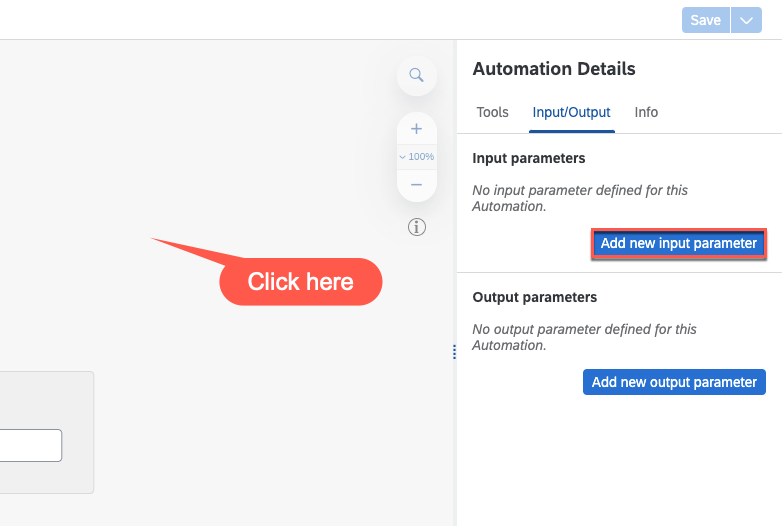 Save
Automation Details
Tools Input/Output Info
Input parameters
No input parameter defined for this
Automation.
Add new input parameter
Output parameters
No output parameter defined for this
Automation.
Add new output parameter
100%
Click here